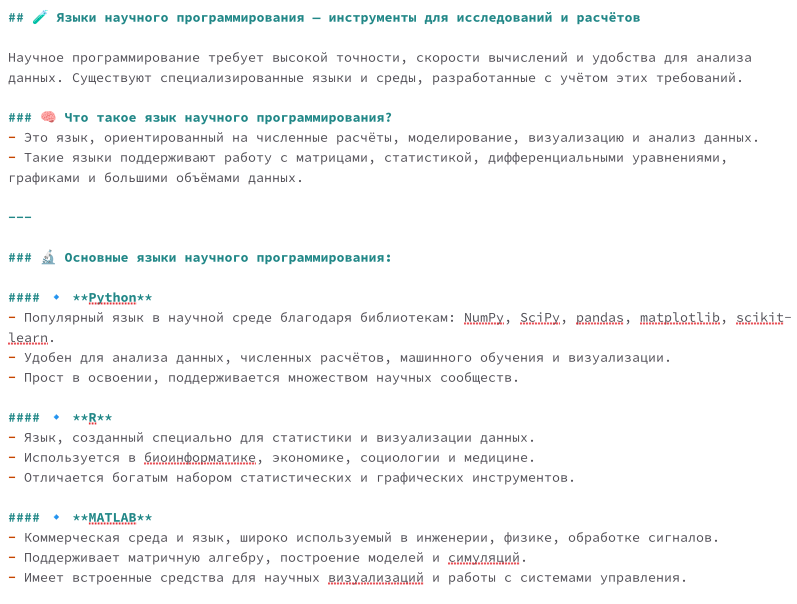 ## 🧪 Языки научного программирования — инструменты для исследований и расчётов
Научное программирование требует высокой точности, скорости вычислений и удобства для анализа
данных. Существуют специализированные языки и среды, разработанные с учётом этих требований.
### 🧠 Что такое язык научного программирования?
- Это язык, ориентированный на численные расчёты, моделирование, визуализацию и анализ данных.
- Такие языки поддерживают работу с матрицами, статистикой, дифференциальными уравнениями,
графиками и большими объёмами данных.
---
### 🔬 Основные языки научного программирования:
#### 🔹 **Python**
- Популярный язык в научной среде благодаря библиотекам: NumPy, SciPy, pandas, matplotlib, scikit-
learn.
- Удобен для анализа данных, численных расчётов, машинного обучения и визуализации.
- Прост в освоении, поддерживается множеством научных сообществ.
#### 🔹 **R**
- Язык, созданный специально для статистики и визуализации данных.
- Используется в биоинформатике, экономике, социологии и медицине.
- Отличается богатым набором статистических и графических инструментов.
#### 🔹 **MATLAB**
- Коммерческая среда и язык, широко используемый в инженерии, физике, обработке сигналов.
- Поддерживает матричную алгебру, построение моделей и симуляций.
- Имеет встроенные средства для научных визуализаций и работы с системами управления.